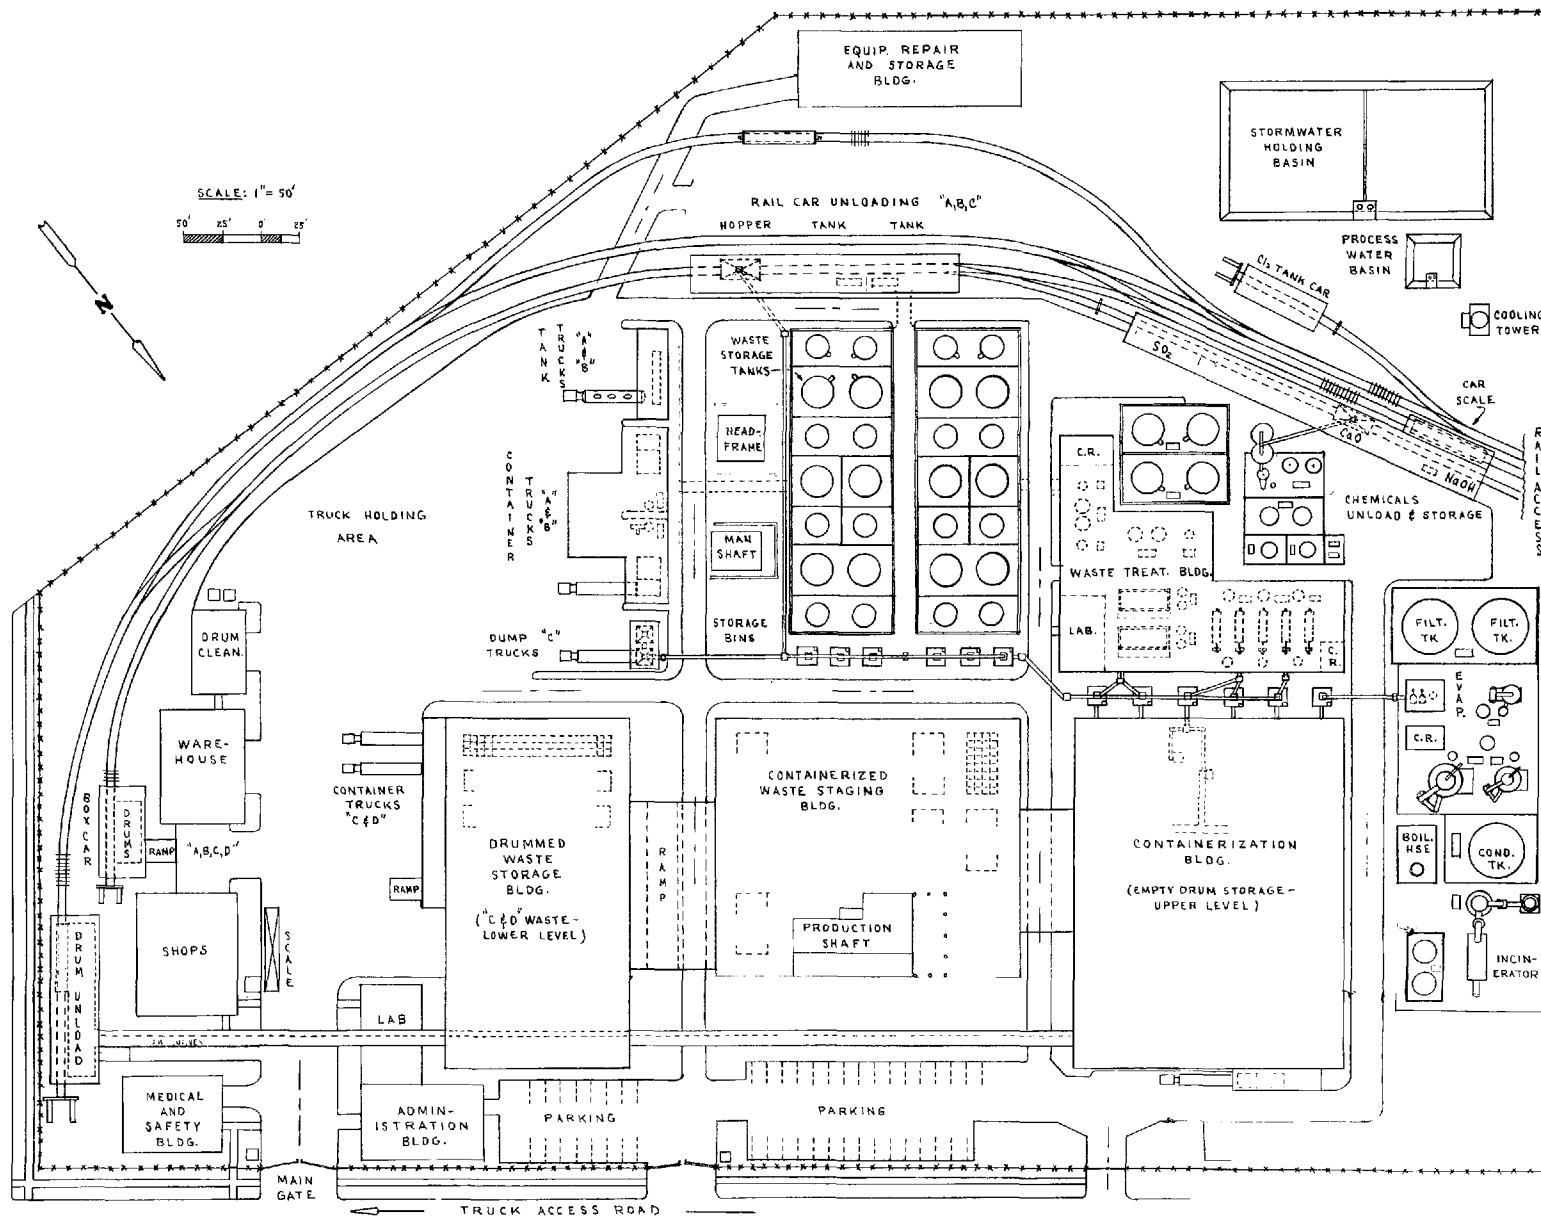 EQUIP. REPAIR
AND STORAGE
BLDG.
STORMWATER
HOLDING
BASIN
SCALE: 1"= 50'
50' 25' 0 25'
N
RAIL CAR UNLOADING "A,B,C"
HOPPER TANK TANK
PROCESS
WATER
BASIN
Cl₂ TANK CAR
COOLING
TOWER
SO₂
CAR
SCALE
CaO
NaOH
RAIL ACCESS
TANK
TRUCKS
"A"
&
"B"
WASTE
STORAGE
TANKS
HEAD-
FRAME
C.R.
CHEMICALS
UNLOAD & STORAGE
CONTAINER
TRUCKS
"A"
&
"B"
TRUCK HOLDING
AREA
MAN
SHAFT
WASTE TREAT. BLDG.
LAB.
C.
R.
STORAGE
BINS
DUMP "C"
TRUCKS
DRUM
CLEAN.
FILT.
TK
FILT.
TK.
EVAP.
C.R.
WARE-
HOUSE
CONTAINER
TRUCKS
"C & D"
BOX CAR
DRUMS
RAMP
"A,B,C,D"
RAMP
DRUMMED
WASTE
STORAGE
BLDG.
("C & D" WASTE-
LOWER LEVEL)
RAMP
CONTAINERIZED
WASTE STAGING
BLDG.
PRODUCTION
SHAFT
CONTAINERIZATION
BLDG.
(EMPTY DRUM STORAGE-
UPPER LEVEL)
BOIL.
HSE
COND.
TK.
INCIN-
ERATOR
SHOPS
SCALE
DRUM UNLOAD
LAB
MEDICAL
AND
SAFETY
BLDG.
ADMIN-
ISTRATION
BLDG.
PARKING
PARKING
MAIN
GATE
TRUCK ACCESS ROAD